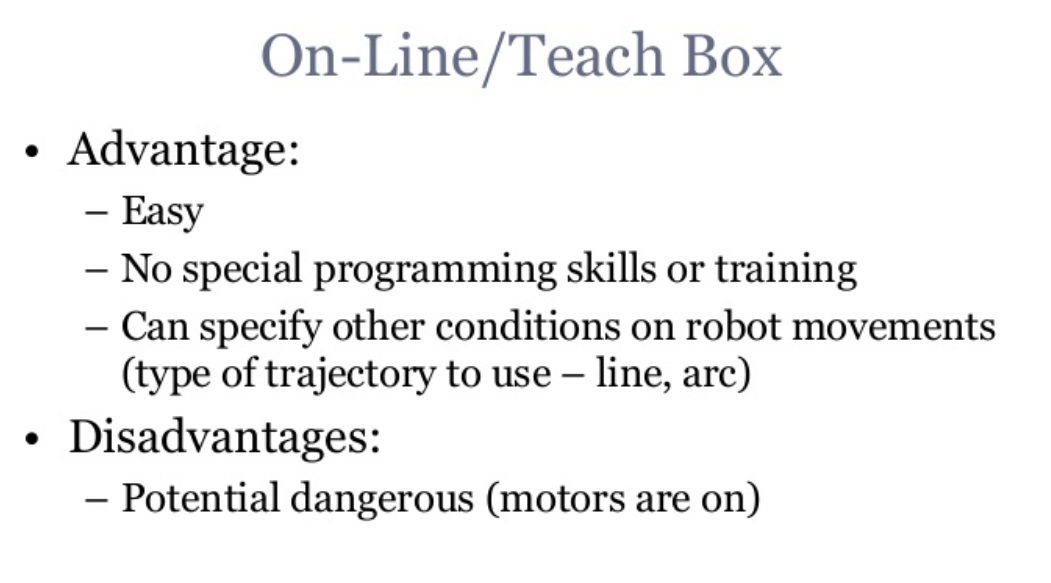 On-Line/Teach Box
• Advantage:
– Easy
– No special programming skills or training
– Can specify other conditions on robot movements
(type of trajectory to use – line, arc)
• Disadvantages:
– Potential dangerous (motors are on)